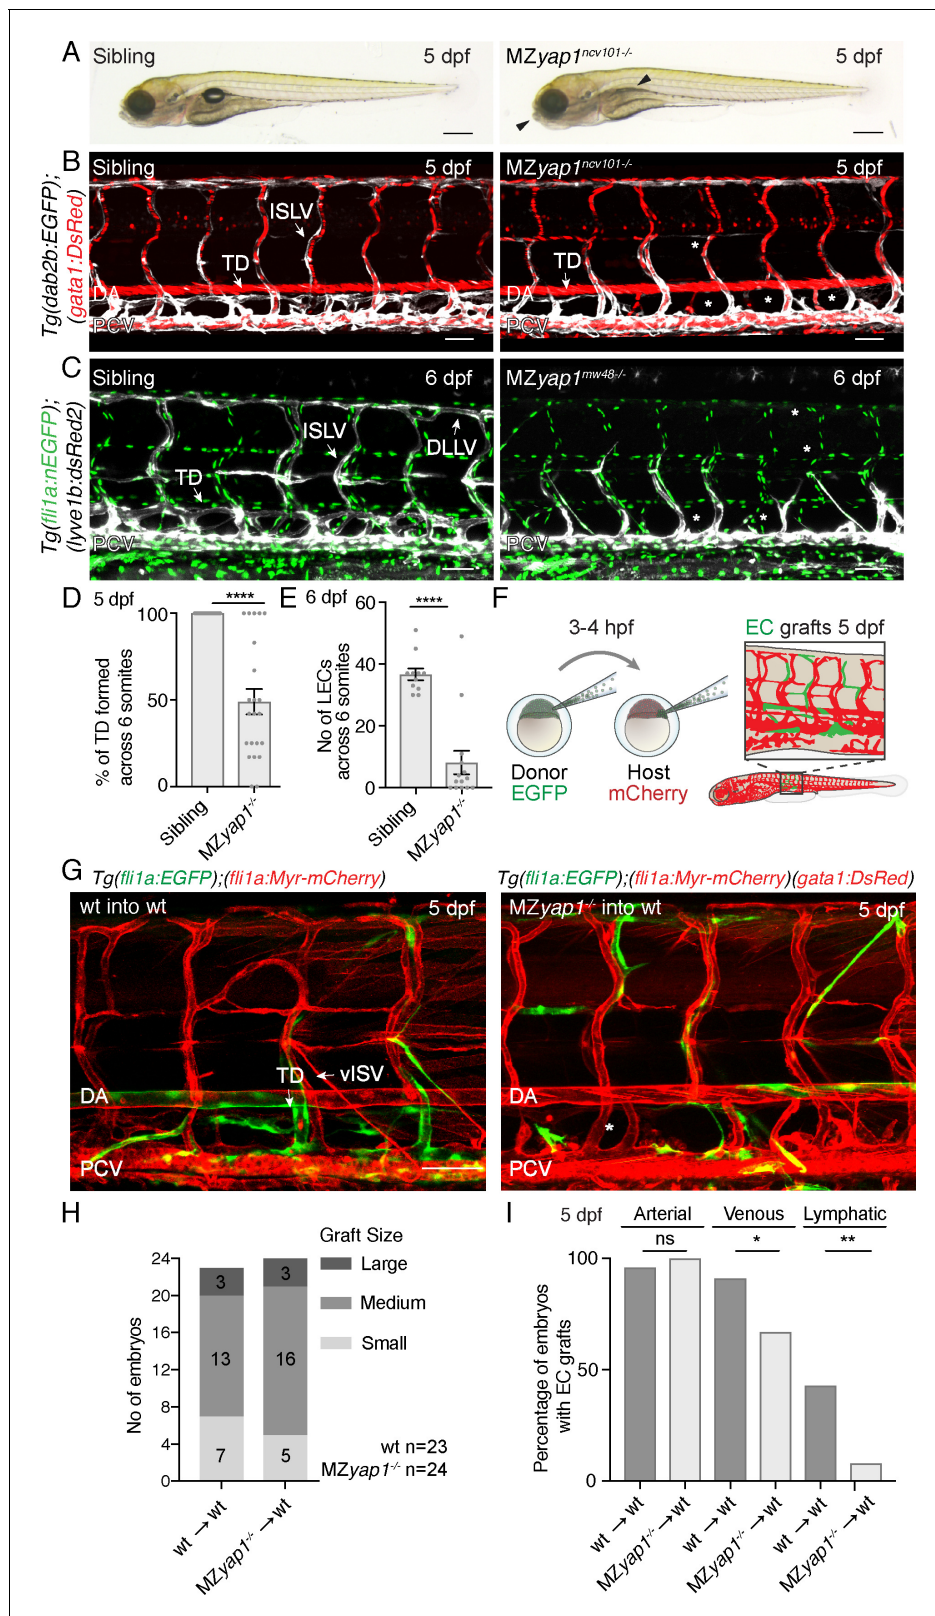 A
Sibling 5 dpf
MZyap1ncv101-/- 5 dpf
B
Tg(dab2b:EGFP);
(gata1:DsRed)
Sibling 5 dpf
ISLV
TD
DA
PCV
MZyap1ncv101-/- 5 dpf
*
TD
DA
* * *
PCV
C
Tg(fli1a:nEGFP);
(lyve1b:dsRed2)
Sibling 6 dpf
ISLV
DLLV
TD
PCV
MZyap1mw48-/- 6 dpf
*
*
* *
PCV
D
5 dpf
****
% of TD formed
across 6 somites
100
50
0
Sibling
MZyap1-/-
E
6 dpf
****
No of LECs
across 6 somites
60
40
20
0
Sibling
MZyap1-/-
F
3-4 hpf
Donor
EGFP
Host
mCherry
EC grafts 5 dpf
G
Tg(fli1a:EGFP);(fli1a:Myr-mCherry)
wt into wt 5 dpf
TD
vISV
DA
PCV
Tg(fli1a:EGFP);(fli1a:Myr-mCherry)(gata1:DsRed)
MZyap1-/- into wt 5 dpf
DA
*
PCV
H
Graft Size
Large
Medium
Small
No of embryos
24
20
16
12
8
4
0
3
13
7
3
16
5
wt n=23
MZyap1-/- n=24
wt → wt
MZyap1-/- → wt
I
5 dpf
Arterial Venous Lymphatic
ns * **
Percentage of embryos
with EC grafts
100
50
0
wt → wt
MZyap1-/- → wt
wt → wt
MZyap1-/- → wt
wt → wt
MZyap1-/- → wt